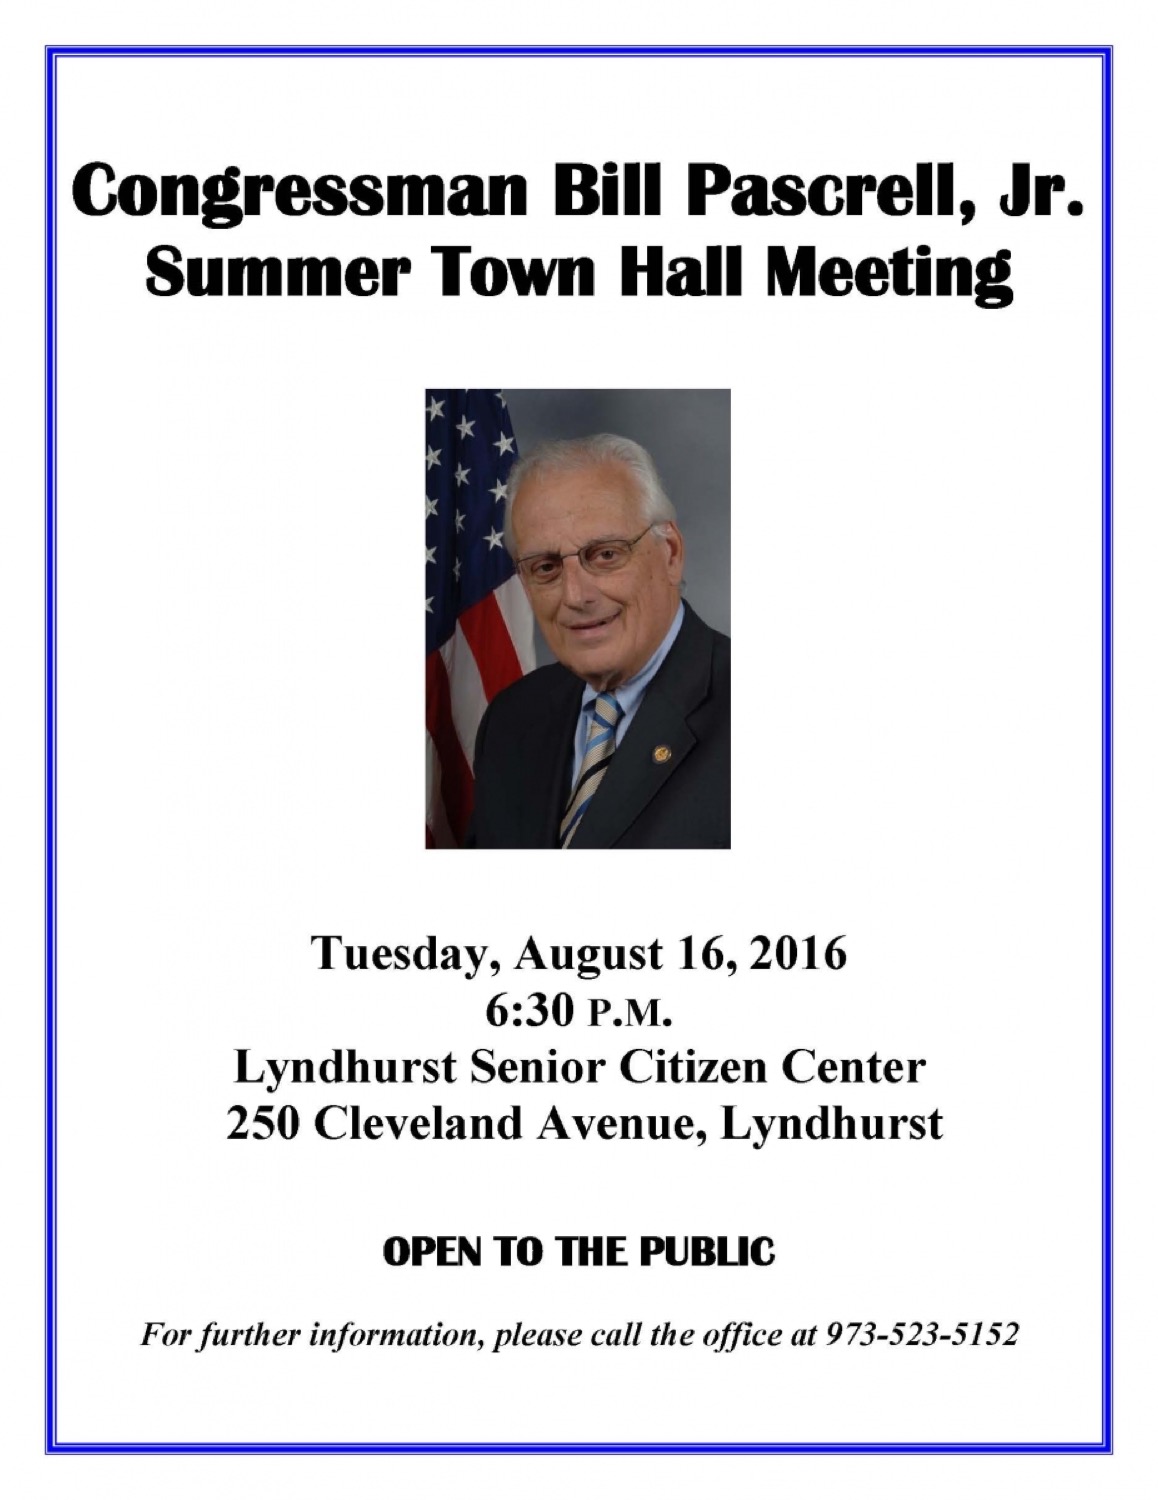 Congressman Bill Pascrell, Jr.
Summer Town Hall Meeting
Tuesday, August 16, 2016
6:30 P.M.
Lyndhurst Senior Citizen Center
250 Cleveland Avenue, Lyndhurst
OPEN TO THE PUBLIC
For further information, please call the office at 973-523-5152